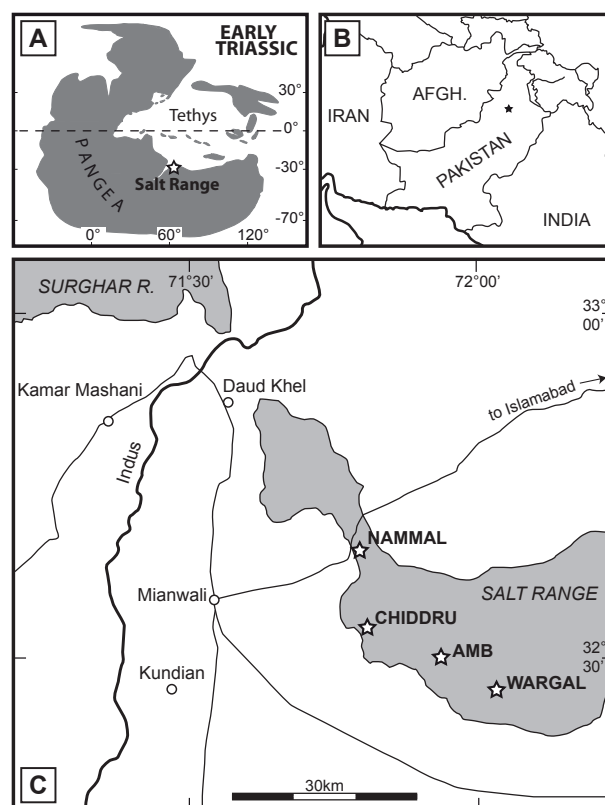 A
EARLY
TRIASSIC
30°
Tethys
0°
PANGEA
-30°
Salt Range
-70°
0°
60°
120°
B
AFGH.
IRAN
PAKISTAN
INDIA
SURGHAR R.
71°30'
72°00'
33°
00'
Kamar Mashani
Daud Khel
to Islamabad
Indus
NAMMAL
Mianwali
SALT RANGE
CHIDDRU
32°
30'
AMB
Kundian
WARGAL
C
30km